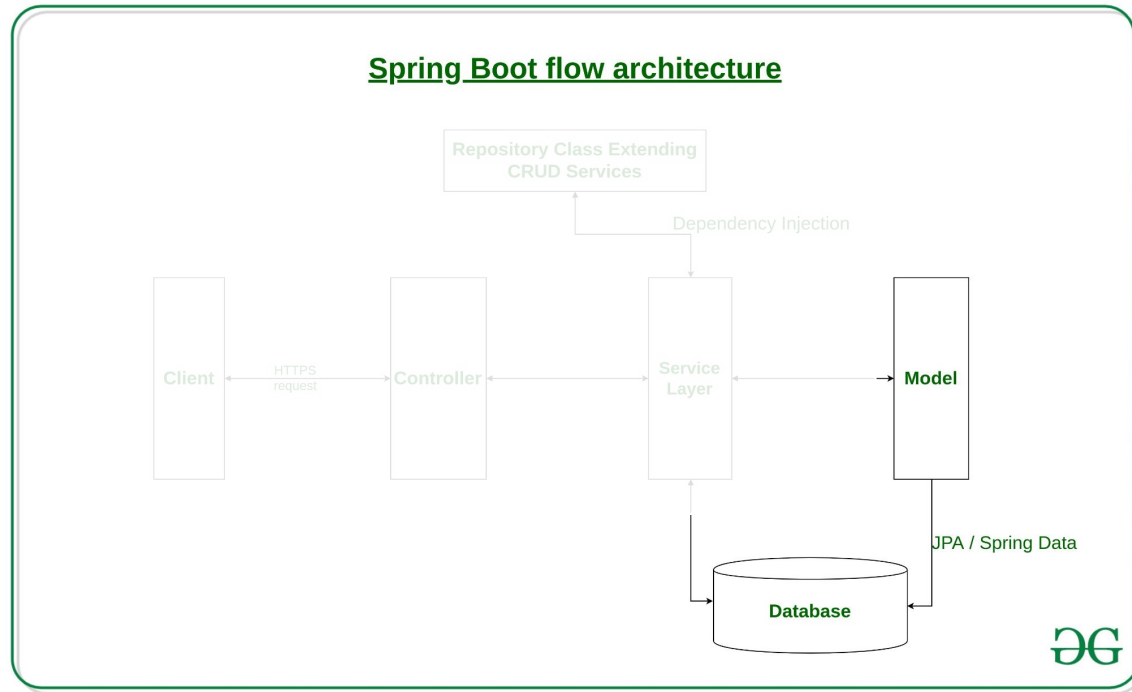 Spring Boot flow architecture
Repository Class Extending
CRUD Services
Dependency Injection
Client
HTTPS
request
Controller
Service
Layer
Model
JPA / Spring Data
Database